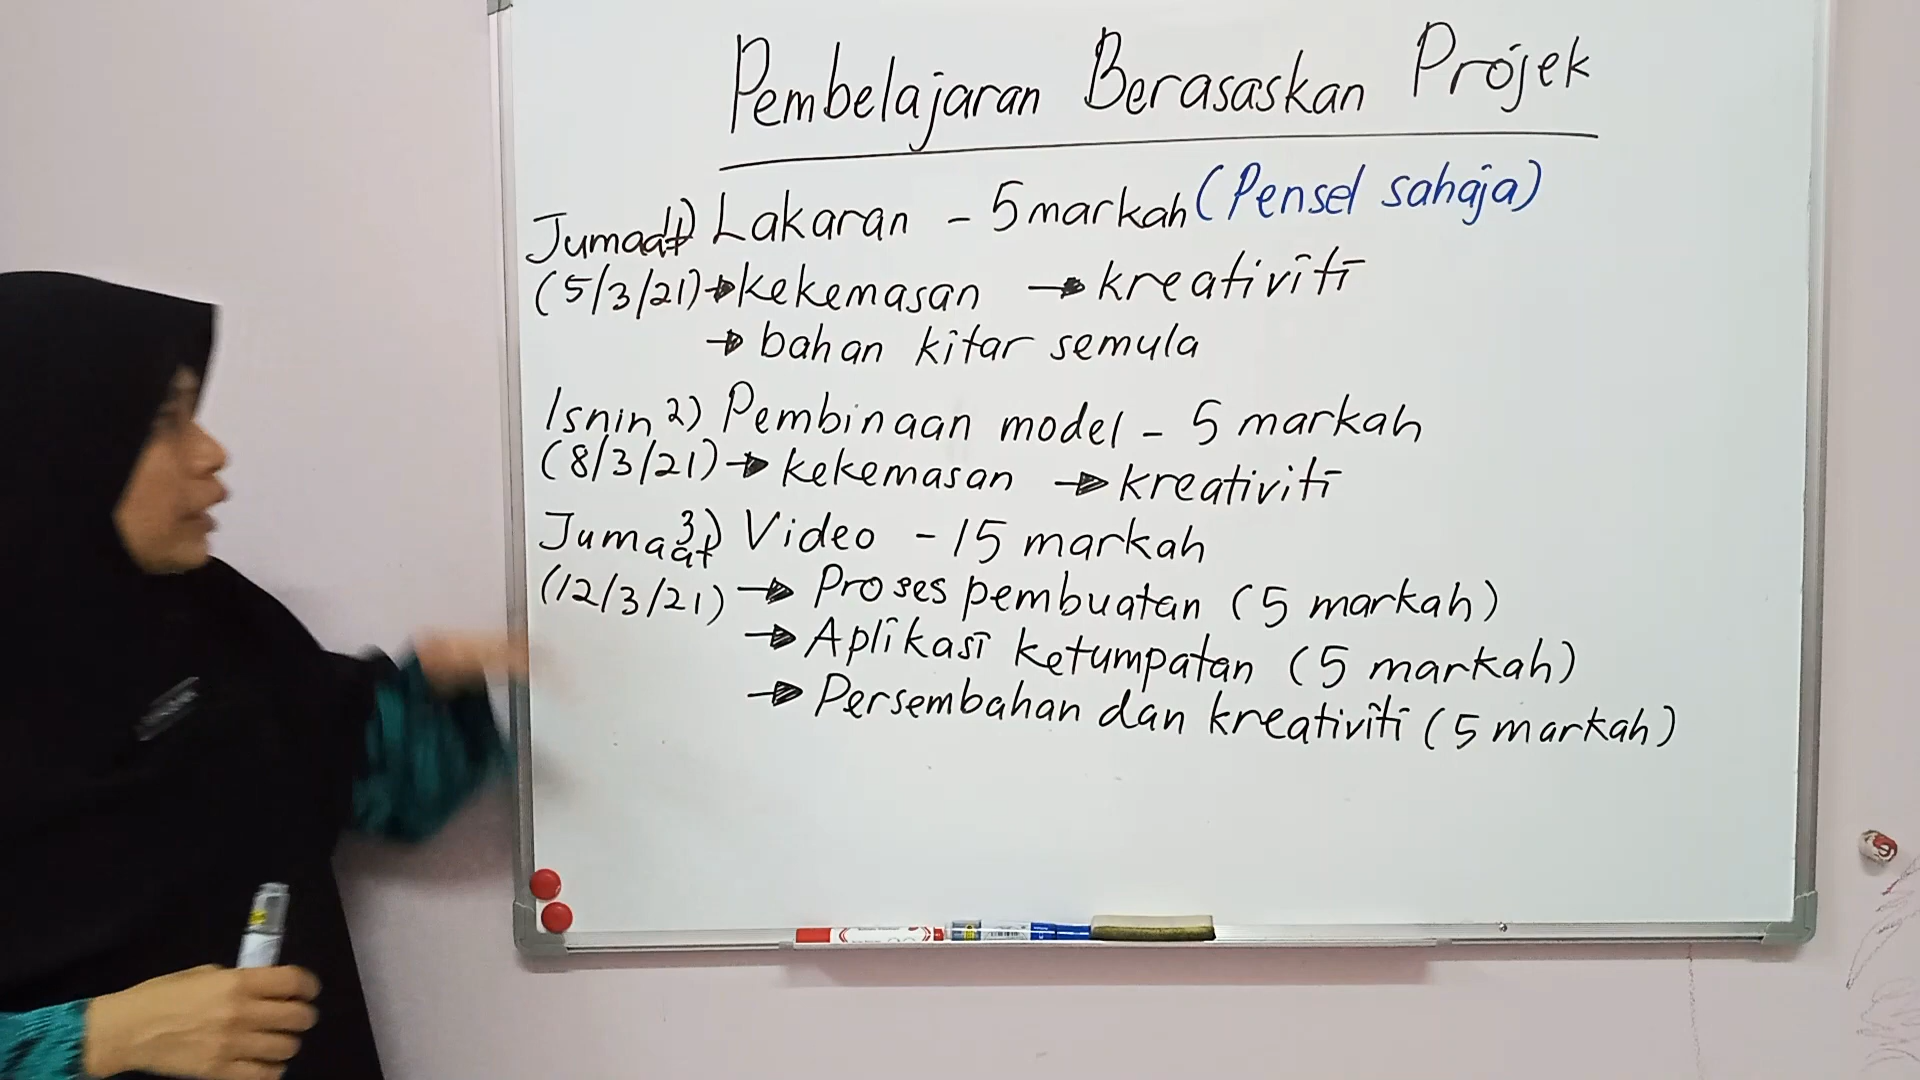 Pembelajaran Berasaskan Projek
Jumaat 1) Lakaran - 5 markah (Pensel sahaja)
(5/3/21) → kekemasan → kreativiti
→ bahan kitar semula
Isnin 2) Pembinaan model - 5 markah
(8/3/21) → kekemasan → kreativiti
Jumaat 3) Video - 15 markah
(12/3/21) → Proses pembuatan (5 markah)
→ Aplikasi ketumpatan (5 markah)
→ Persembahan dan kreativiti (5 markah)